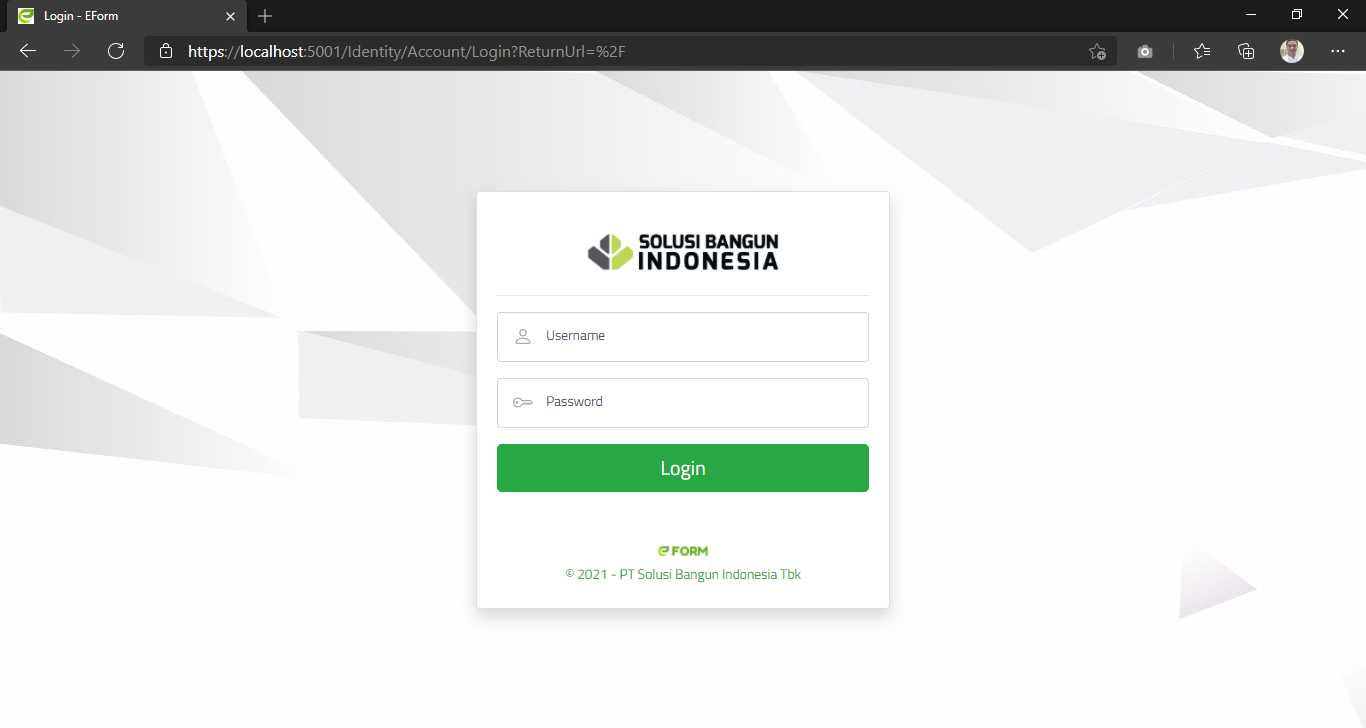 Login - EForm
https://localhost:5001/Identity/Account/Login?ReturnUrl=%2F
SOLUSI BANGUN
INDONESIA
Username
Password
Login
e FORM
© 2021 - PT Solusi Bangun Indonesia Tbk